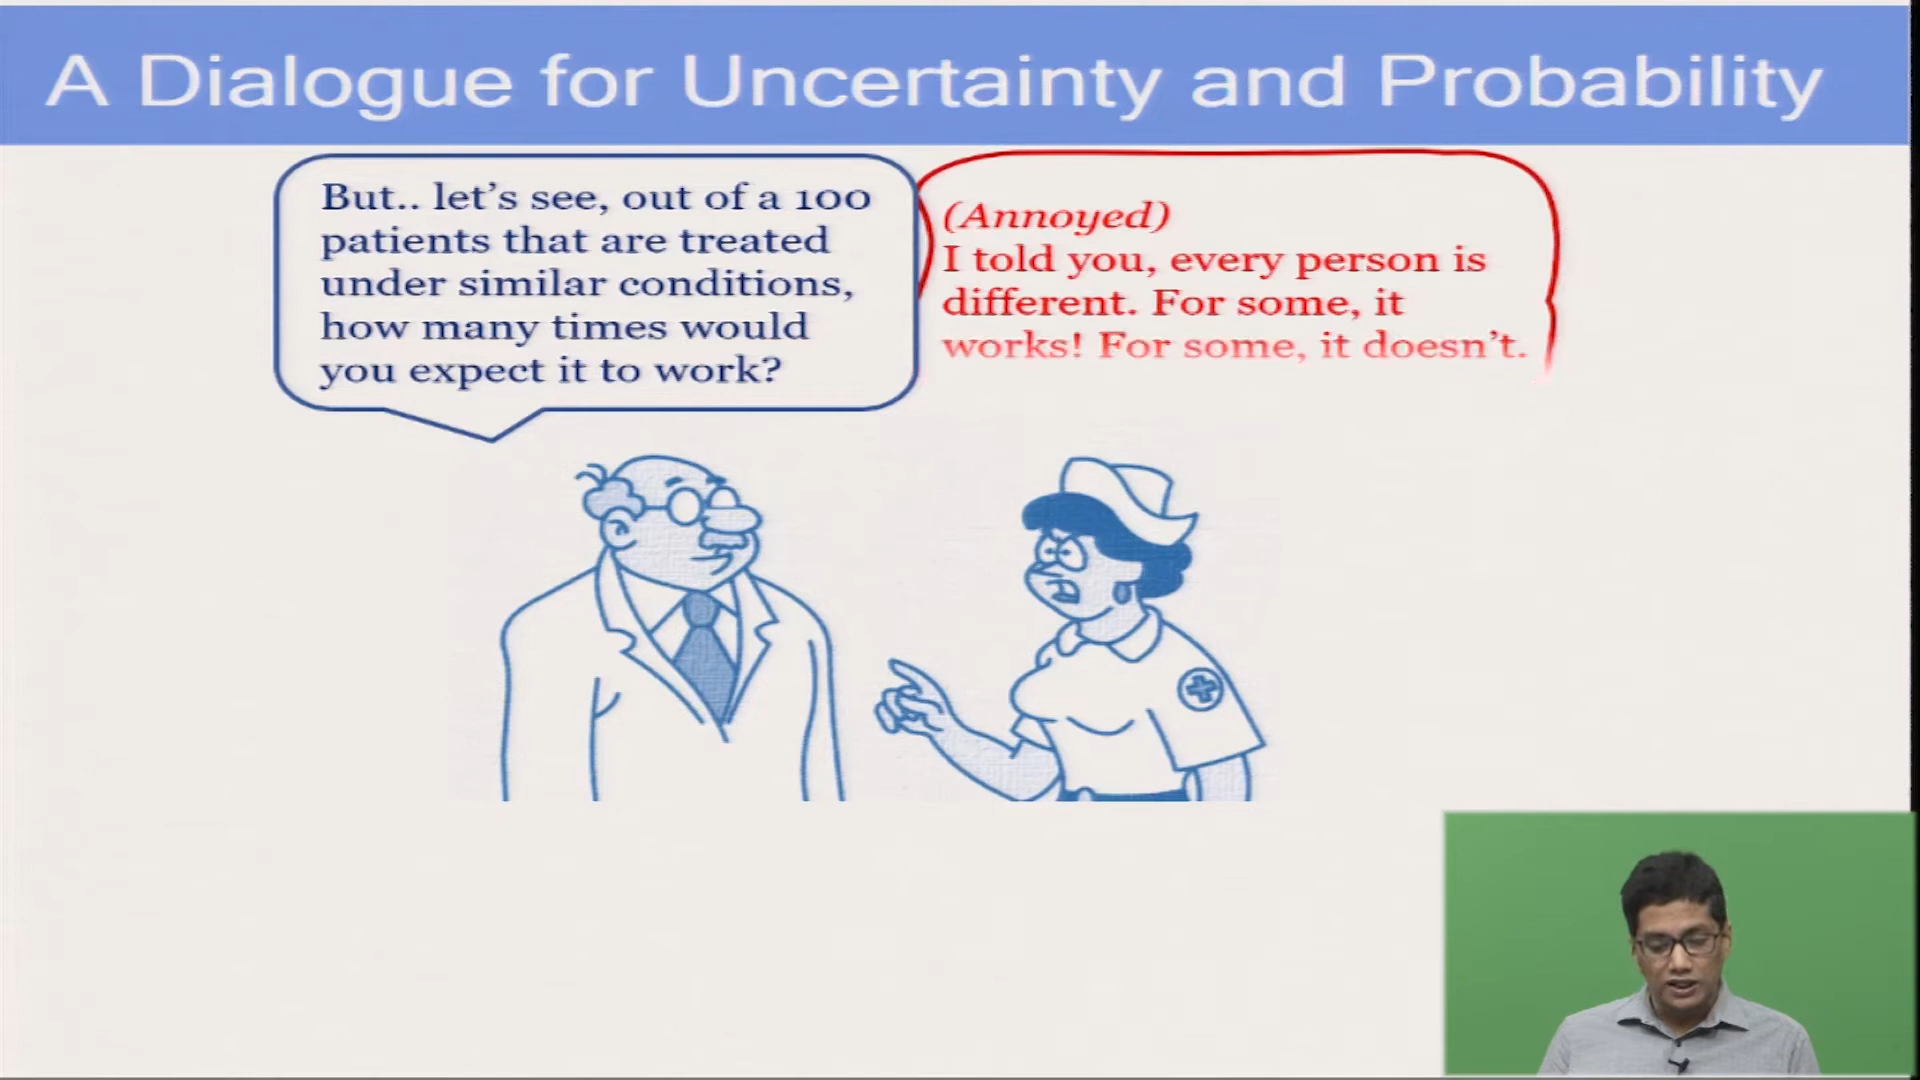 A Dialogue for Uncertainty and Probability
But.. let's see, out of a 100
patients that are treated
under similar conditions,
how many times would
you expect it to work?
(Annoyed)
I told you, every person is
different. For some, it
works! For some, it doesn't.